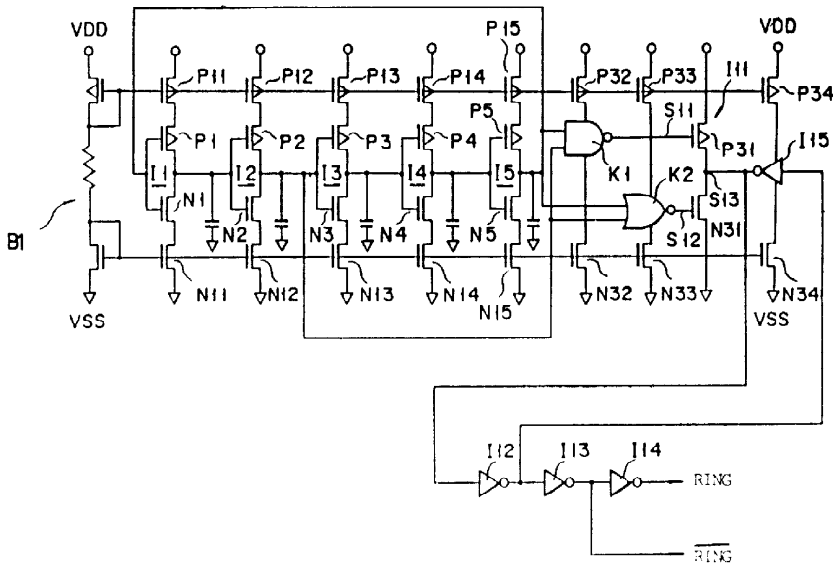 P15
VDD
VDD
P11
P12
P13
P14
P32
P33
I11
P34
P5
S11
P1
P2
P3
P4
P31
I15
K1
I1
I2
I3
I4
I5
K2
S13
N1
B1
N2
N3
N4
N5
S12
N31
VSS
N11
N12
N13
N14
N15
N32
N33
N34
VSS
I12
I13
I14
RING
RING